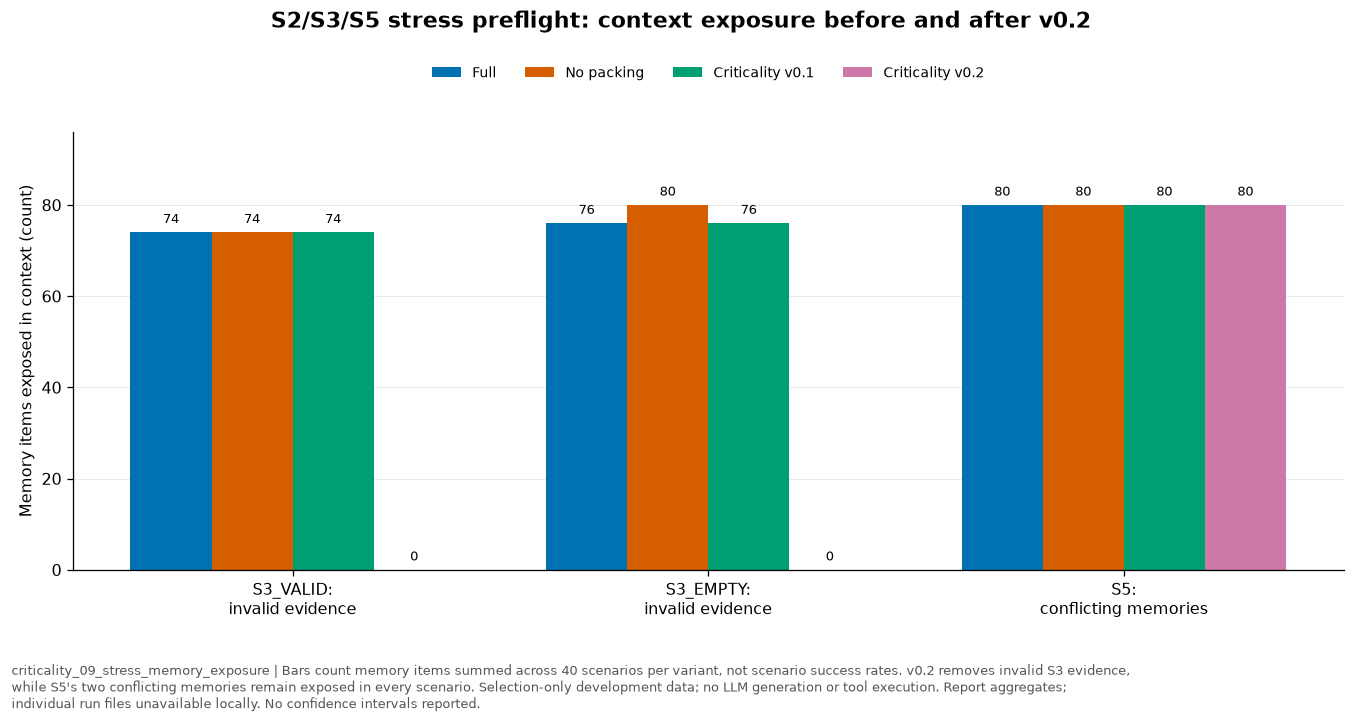 S2/S3/S5 stress preflight: context exposure before and after v0.2
Full
No packing
Criticality v0.1
Criticality v0.2
Memory items exposed in context (count)
80
60
40
20
0
74
74
74
0
76
80
76
0
80
80
80
80
S3_VALID:
invalid evidence
S3_EMPTY:
invalid evidence
S5:
conflicting memories
criticality_09_stress_memory_exposure | Bars count memory items summed across 40 scenarios per variant, not scenario success rates. v0.2 removes invalid S3 evidence,
while S5's two conflicting memories remain exposed in every scenario. Selection-only development data; no LLM generation or tool execution. Report aggregates;
individual run files unavailable locally. No confidence intervals reported.